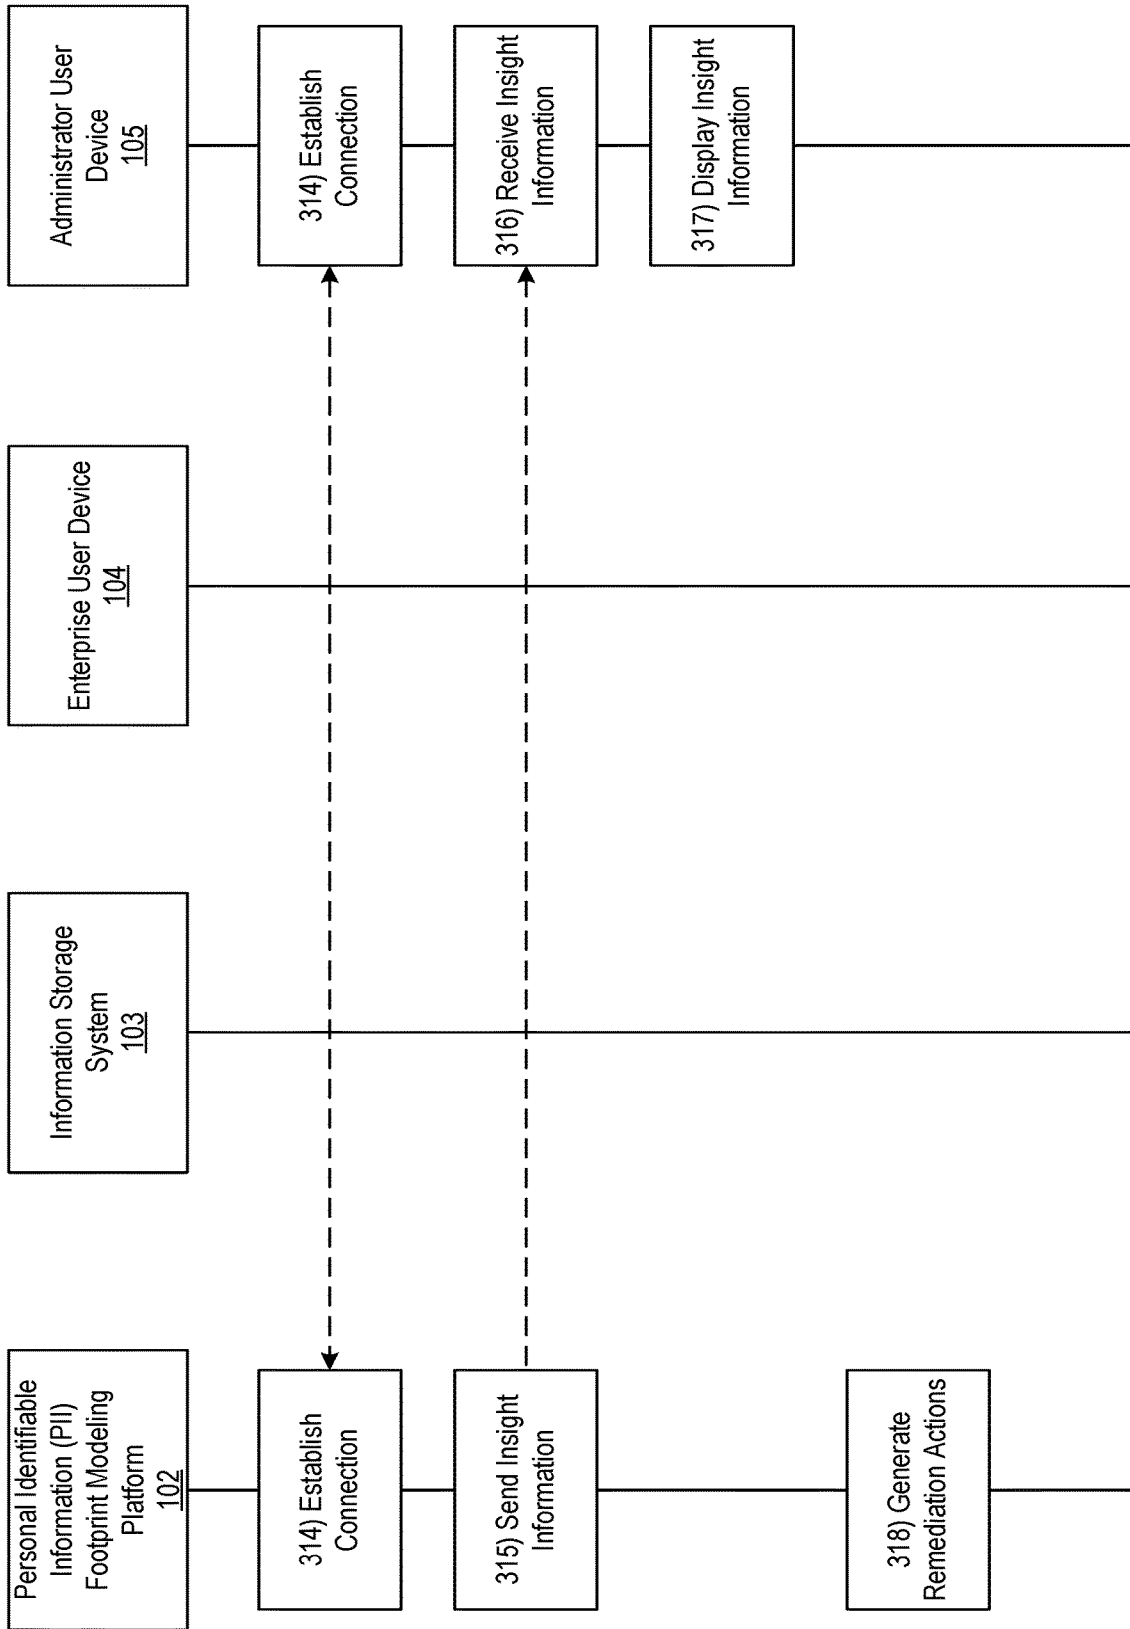 Personal Identifiable
Information (PII)
Footprint Modeling
Platform
102
Information Storage
System
103
Enterprise User Device
104
Administrator User
Device
105
314) Establish
Connection
314) Establish
Connection
315) Send Insight
Information
316) Receive Insight
Information
317) Display Insight
Information
318) Generate
Remediation Actions